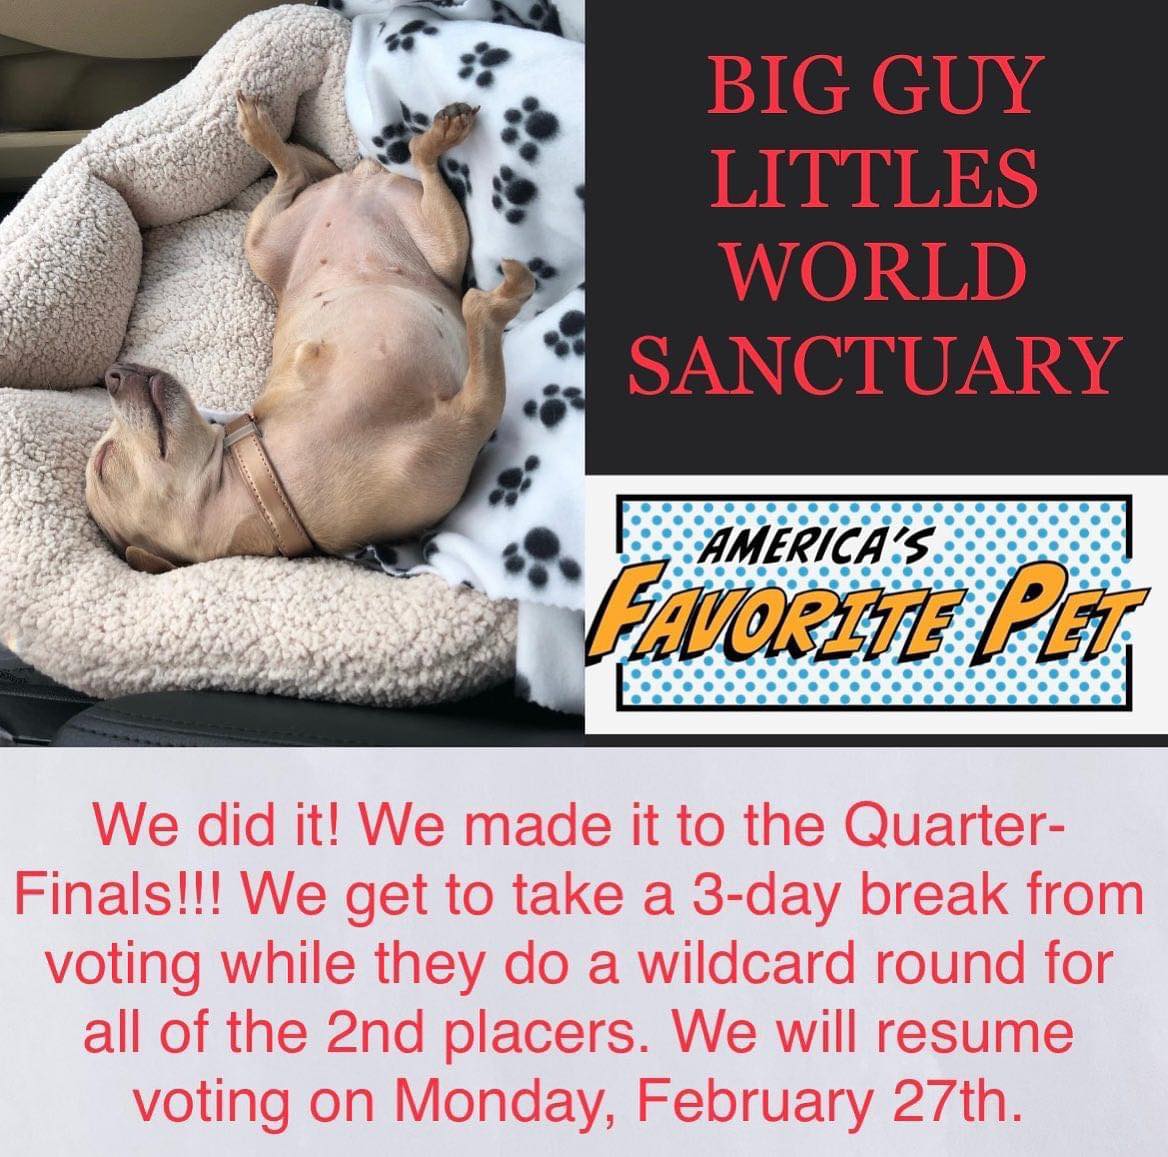 BIG GUY
LITTLES
WORLD
SANCTUARY
AMERICA'S
FAVORITE PET
We did it! We made it to the Quarter-
Finals!!! We get to take a 3-day break from
voting while they do a wildcard round for
all of the 2nd placers. We will resume
voting on Monday, February 27th.